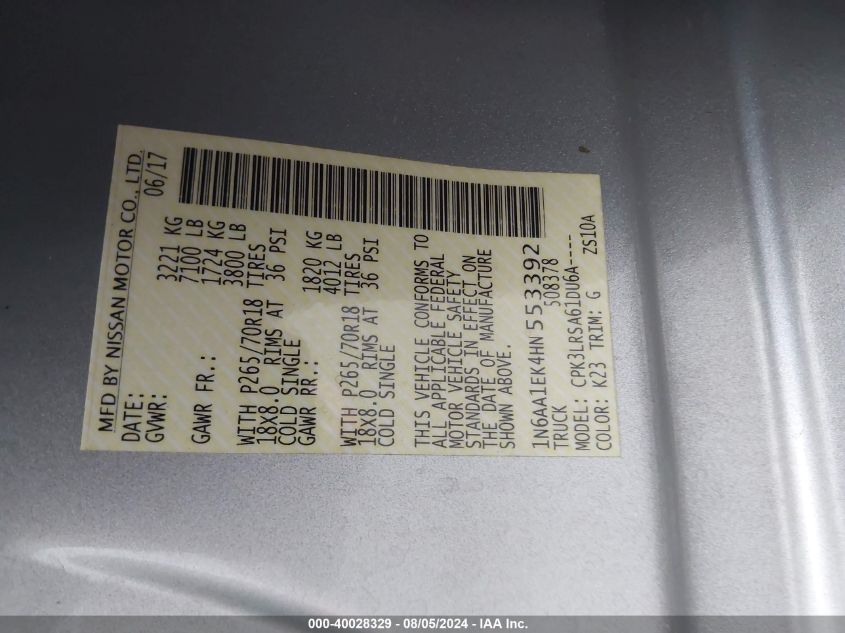 MFD BY NISSAN MOTOR CO., LTD.
DATE: 06/17
GVWR: 3221 KG
7100 LB
GAWR FR.: 1724 KG
3800 LB
WITH P265/70R18 TIRES
18X8.0 RIMS AT 36 PSI
COLD SINGLE
GAWR RR.: 1820 KG
4012 LB
WITH P265/70R18 TIRES
18X8.0 RIMS AT 36 PSI
COLD SINGLE
THIS VEHICLE CONFORMS TO
ALL APPLICABLE FEDERAL
MOTOR VEHICLE SAFETY
STANDARDS IN EFFECT ON
THE DATE OF MANUFACTURE
SHOWN ABOVE.
1N6AA1EK4HN553392
TRUCK 508378
MODEL: CPK3LRSA61DU6A----
COLOR: KZ3 TRIM: G ZS10A
000-40028329 - 08/05/2024 - IAA Inc.